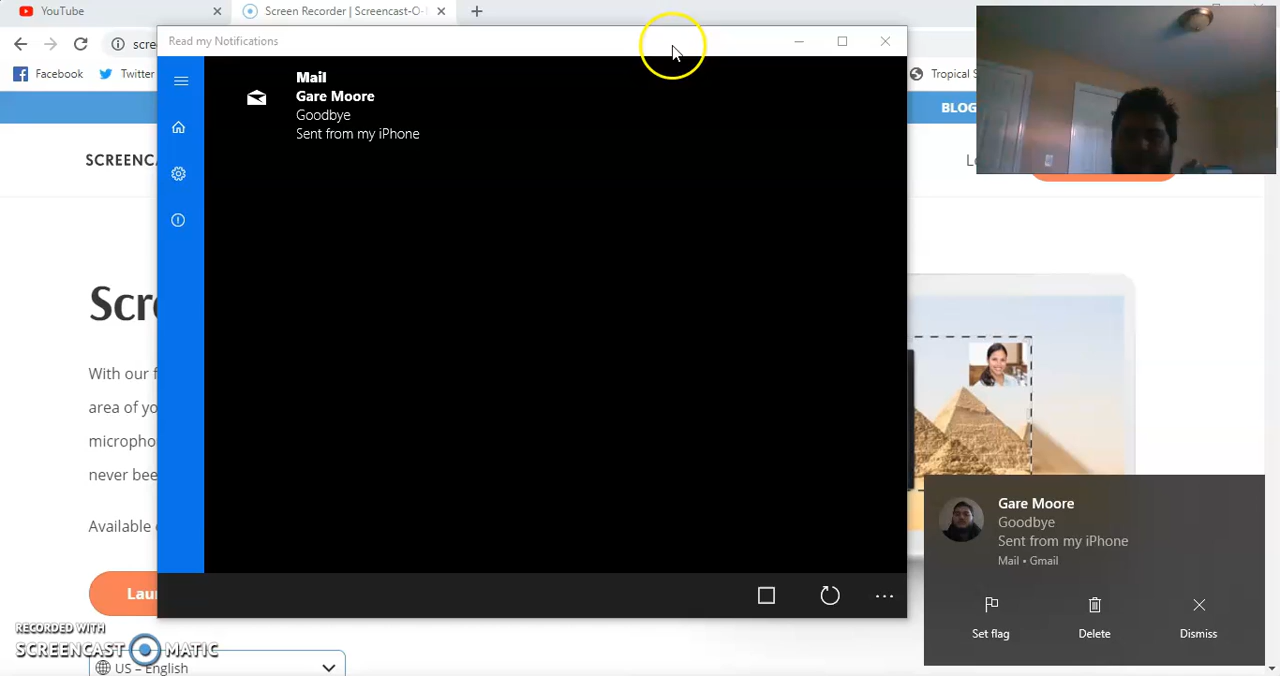 YouTube
Screen Recorder | Screencast-O-
Read my Notifications
scre
Facebook
Twitter
Tropical S
Mail
Gare Moore
Goodbye
Sent from my iPhone
BLOG
SCREENCA
Lo
Scre
With our f
area of yo
micropho
never bee
Available
Laun
Gare Moore
Goodbye
Sent from my iPhone
Mail • Gmail
Set flag
Delete
Dismiss
RECORDED WITH
SCREENCAST MATIC
US – English